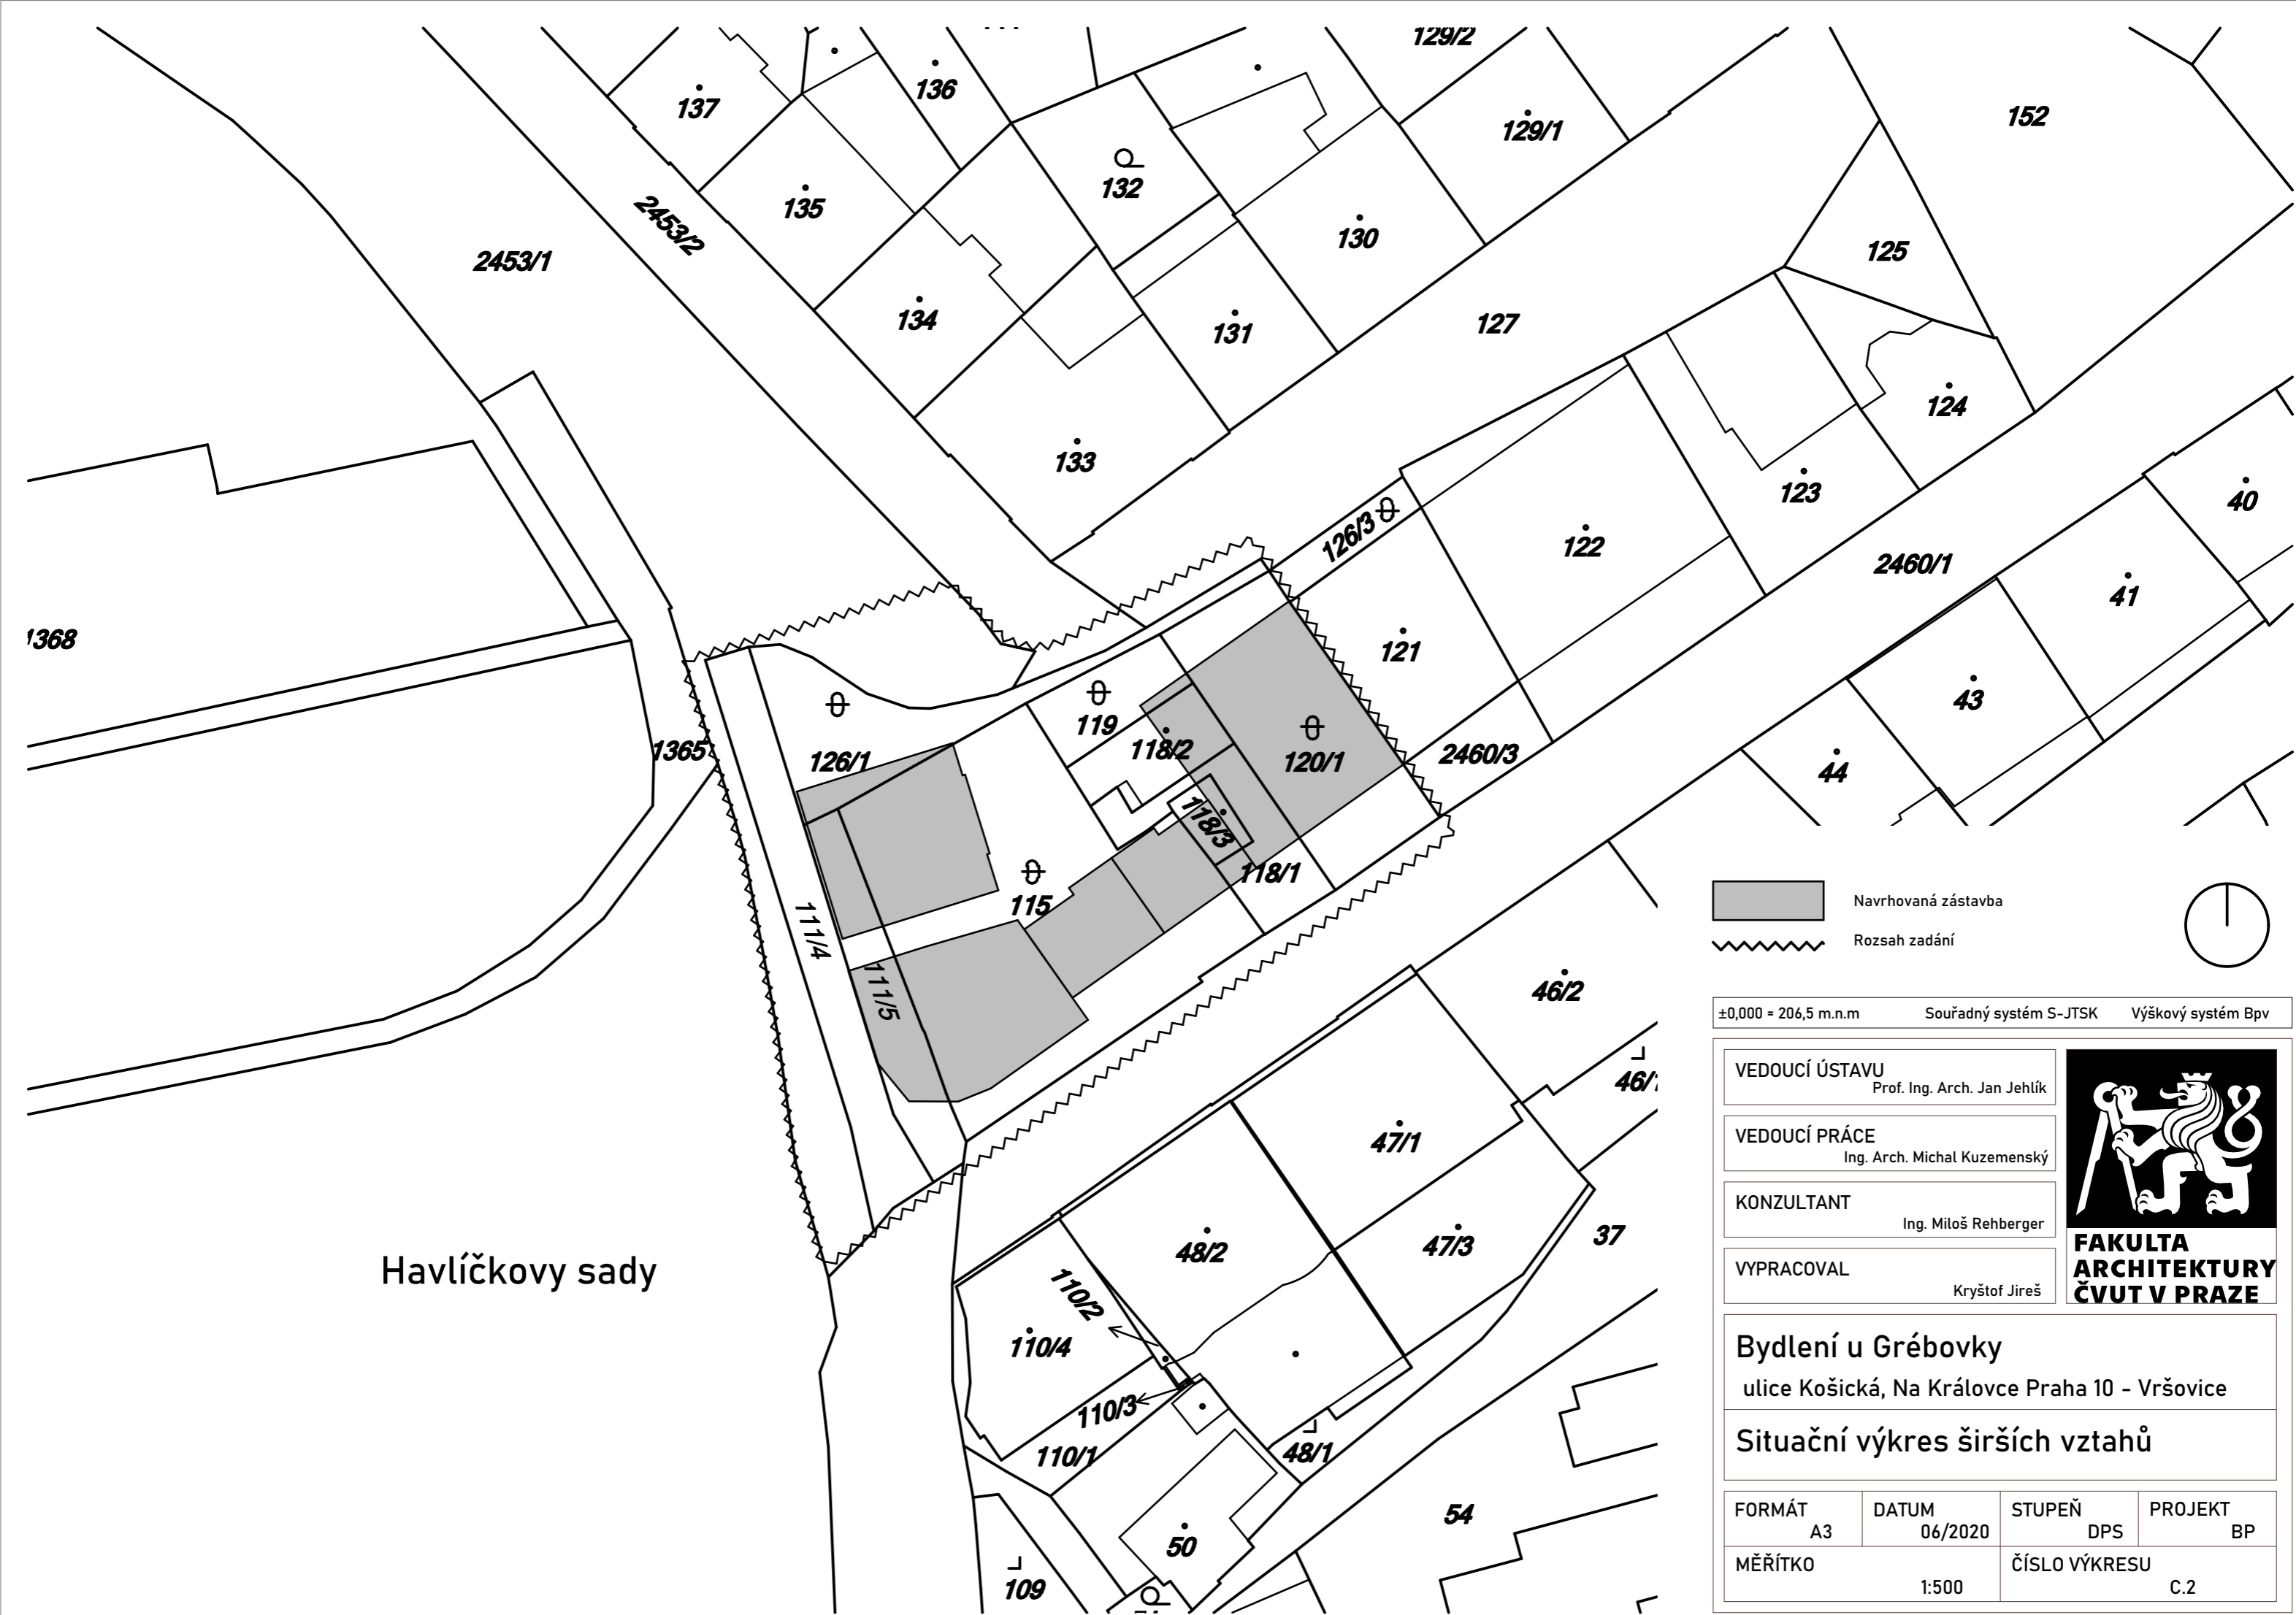 129/2
137
136
129/1
152
132
135
2453/2
130
125
2453/1
134
131
127
124
133
123
40
126/3
122
2460/1
41
1368
121
43
119
118/2
1365
126/1
120/1
2460/3
44
118/3
118/1
115
111/4
111/5
Navrhovaná zástavba
Rozsah zadání
46/2
±0,000 = 206,5 m.n.m
Souřadný systém S-JTSK
Výškový systém Bpv
46/1
47/1
VEDOUCÍ ÚSTAVU
Prof. Ing. Arch. Jan Jehlík
VEDOUCÍ PRÁCE
Ing. Arch. Michal Kuzemenský
KONZULTANT
Ing. Miloš Rehberger
VYPRACOVAL
Kryštof Jireš
FAKULTA
ARCHITEKTURY
ČVUT V PRAZE
37
48/2
47/3
Havlíčkovy sady
110/2
110/4
110/3
110/1
48/1
54
50
109
Bydlení u Grébovky
ulice Košická, Na Královce Praha 10 - Vršovice
Situační výkres širších vztahů
FORMÁT
A3
DATUM
06/2020
STUPEŇ
DPS
PROJEKT
BP
MĚŘÍTKO
1:500
ČÍSLO VÝKRESU
C.2